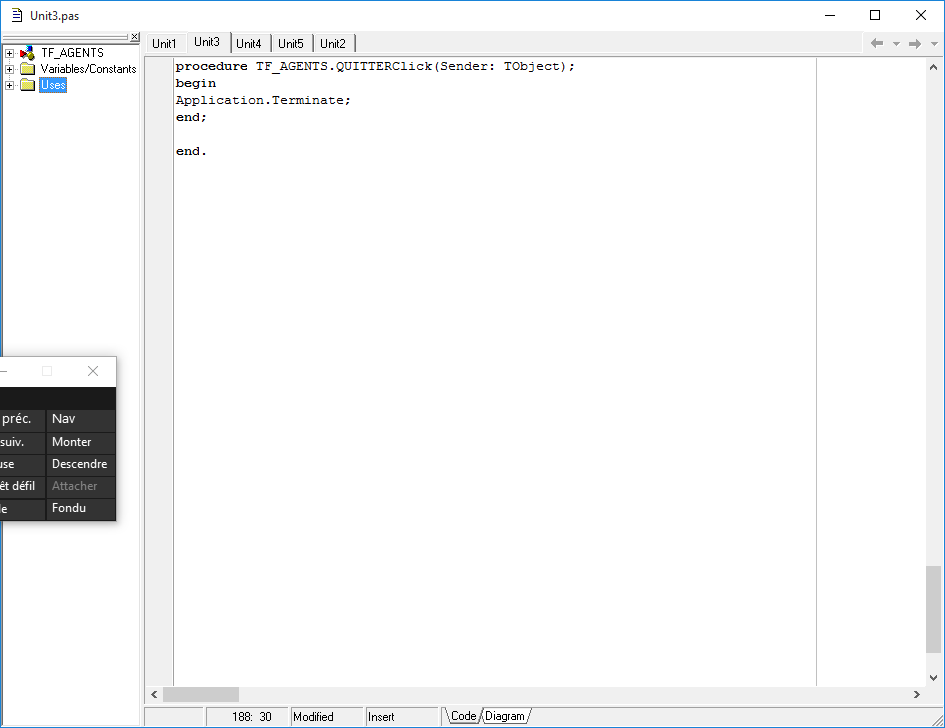 Unit3.pas
TF_AGENTS
Variables/Constants
Uses
Unit1 Unit3 Unit4 Unit5 Unit2
procedure TF_AGENTS.QUITTERClick(Sender: TObject);
begin
Application.Terminate;
end;
end.
préc. Nav
suiv. Monter
use Descendre
êt défil Attacher
le Fondu
188: 30 Modified Insert Code Diagram